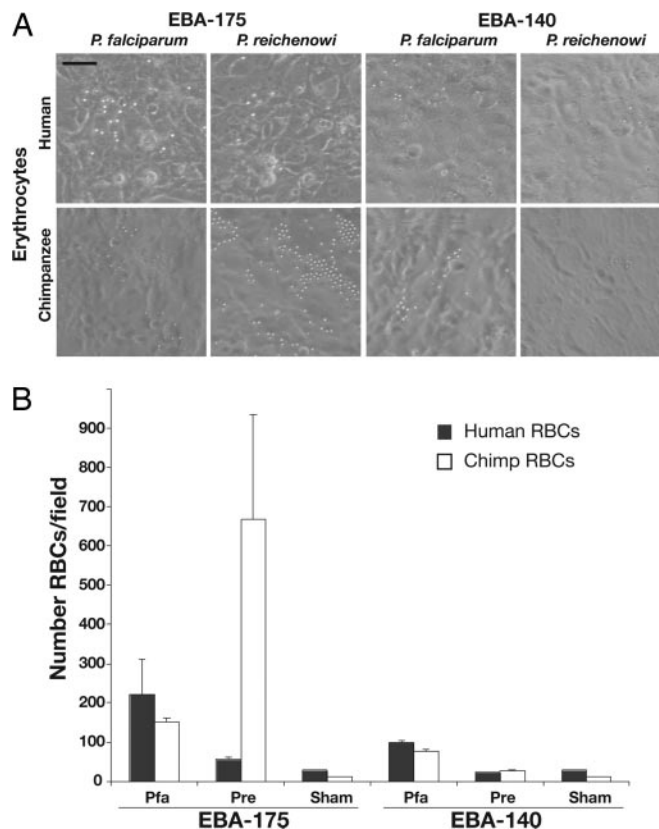 A
EBA-175 EBA-140
P. falciparum P. reichenowi P. falciparum P. reichenowi
Erythrocytes
Human
Chimpanzee
B
Number RBCs/field
900
800
700
600
500
400
300
200
100
0
Human RBCs
Chimp RBCs
Pfa Pre Sham Pfa Pre Sham
EBA-175 EBA-140